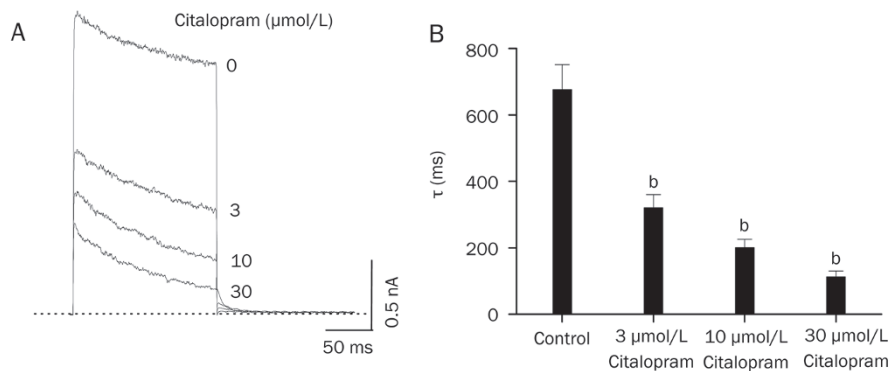 A
Citalopram (µmol/L)
0
3
10
30
0.5 nA
50 ms
B
800
600
400
200
0
τ (ms)
b
b
b
Control
3 µmol/L
Citalopram
10 µmol/L
Citalopram
30 µmol/L
Citalopram